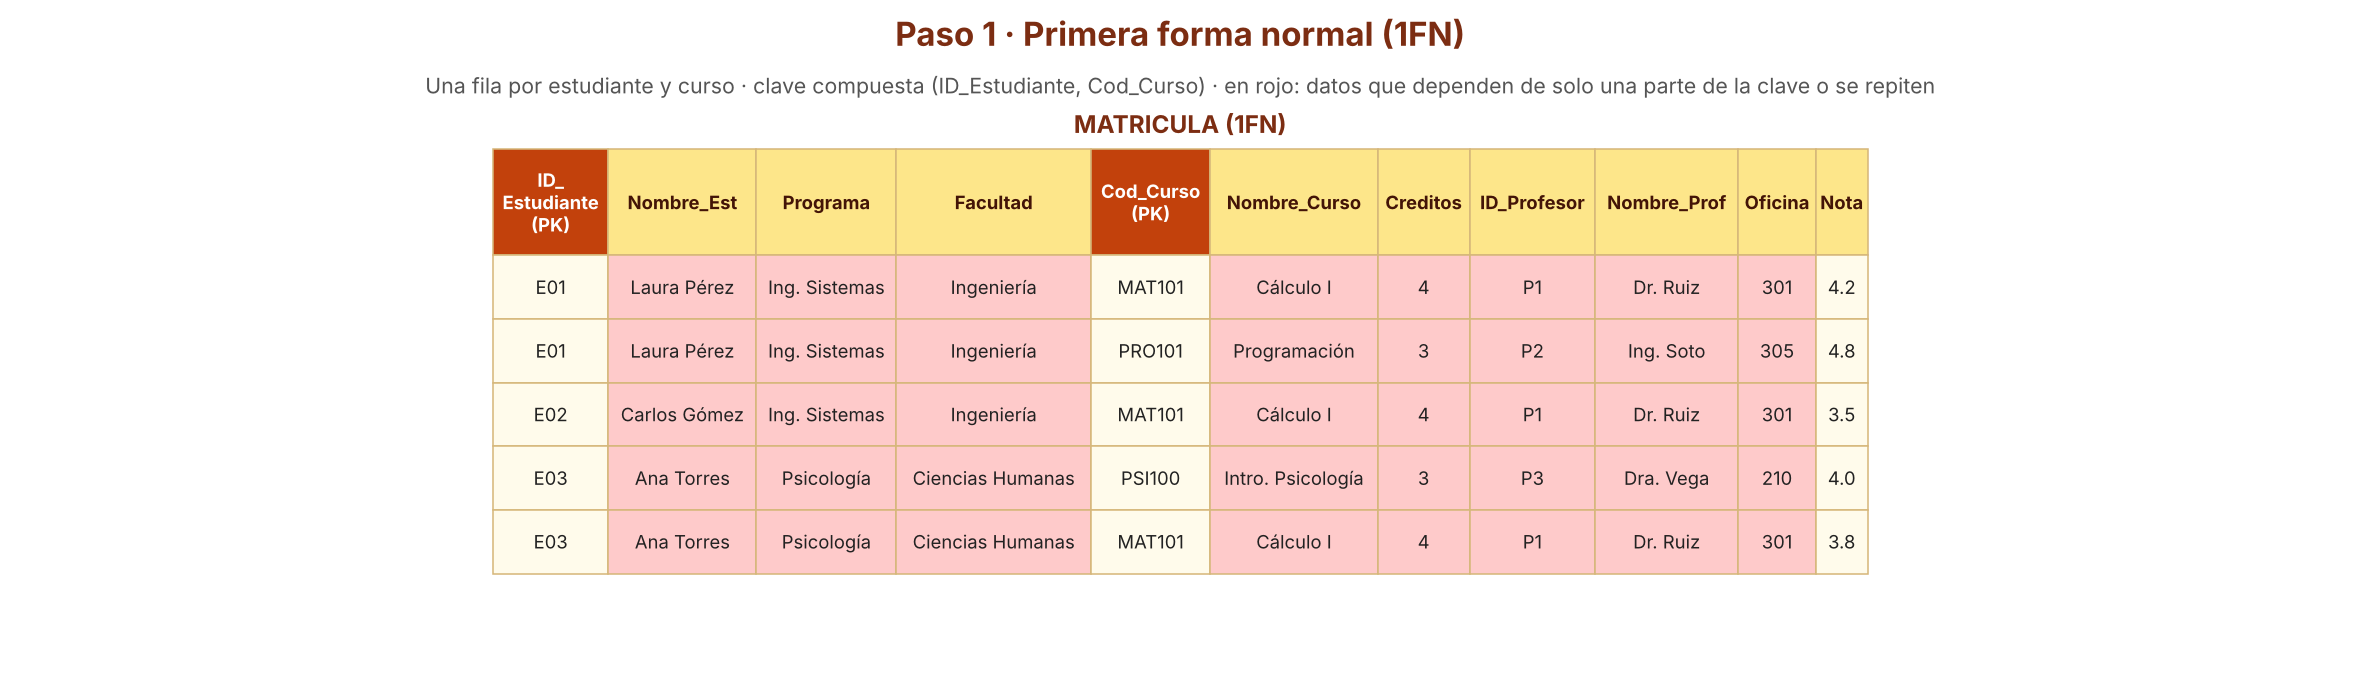 Paso 1 · Primera forma normal (1FN)
Una fila por estudiante y curso · clave compuesta (ID_Estudiante, Cod_Curso) · en rojo: datos que dependen de solo una parte de la clave o se repiten
MATRICULA (1FN)
ID_
Estudiante
(PK)
Nombre_Est
Programa
Facultad
Cod_Curso
(PK)
Nombre_Curso
Creditos
ID_Profesor
Nombre_Prof
Oficina
Nota
E01 Laura Pérez Ing. Sistemas Ingeniería MAT101 Cálculo I 4 P1 Dr. Ruiz 301 4.2
E01 Laura Pérez Ing. Sistemas Ingeniería PRO101 Programación 3 P2 Ing. Soto 305 4.8
E02 Carlos Gómez Ing. Sistemas Ingeniería MAT101 Cálculo I 4 P1 Dr. Ruiz 301 3.5
E03 Ana Torres Psicología Ciencias Humanas PSI100 Intro. Psicología 3 P3 Dra. Vega 210 4.0
E03 Ana Torres Psicología Ciencias Humanas MAT101 Cálculo I 4 P1 Dr. Ruiz 301 3.8